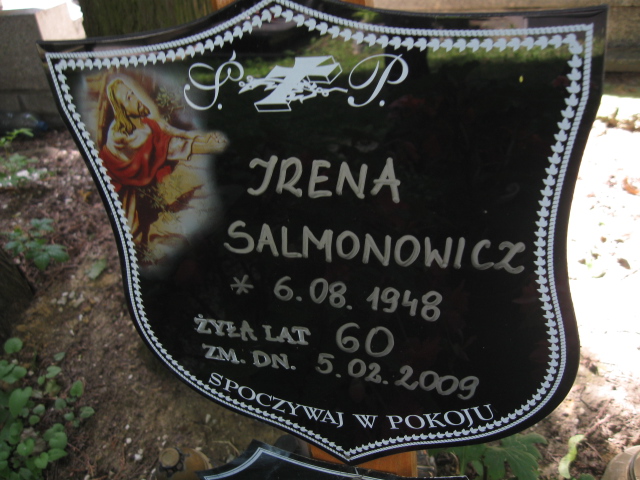 Ś. P.
IRENA
SALMONOWICZ
* 6.08.1948
ŻYŁA LAT 60
ZM. DN. 5.02.2009
SPOCZYWAJ W POKOJU